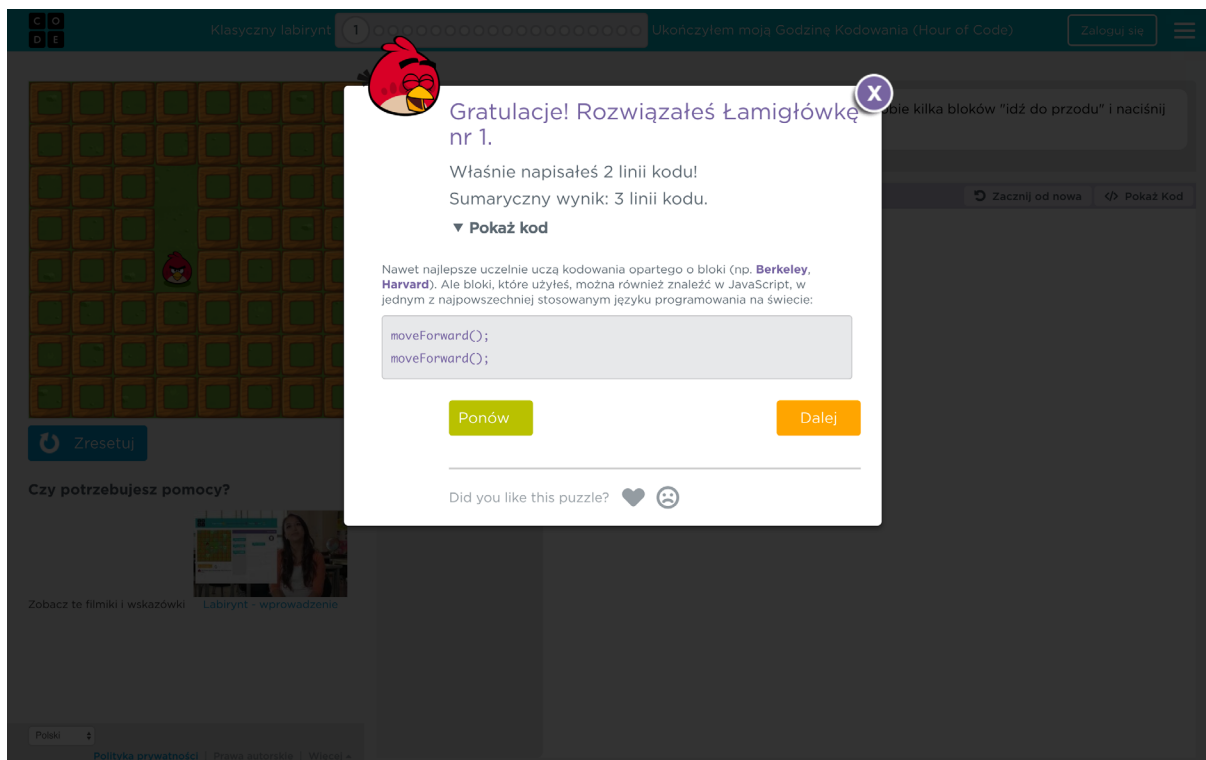 CO
DE
Klasyczny labirynt
1
Ukończyłem moją Godzinę Kodowania (Hour of Code)
Zaloguj się
bie kilka bloków "idź do przodu" i naciśnij
Zacznij od nowa
</> Pokaż Kod
X
Gratulacje! Rozwiązałeś Łamigłówkę
nr 1.
Właśnie napisałeś 2 linii kodu!
Sumaryczny wynik: 3 linii kodu.
▼ Pokaż kod
Nawet najlepsze uczelnie uczą kodowania opartego o bloki (np. Berkeley,
Harvard). Ale bloki, które użyłeś, można również znaleźć w JavaScript, w
jednym z najpowszechniej stosowanym języku programowania na świecie:
moveForward();
moveForward();
Ponów
Dalej
Did you like this puzzle?
Zresetuj
Czy potrzebujesz pomocy?
Zobacz te filmiki i wskazówki
Labirynt - wprowadzenie
Polski
Polityka prywatności | Prawa autorskie | Więcej